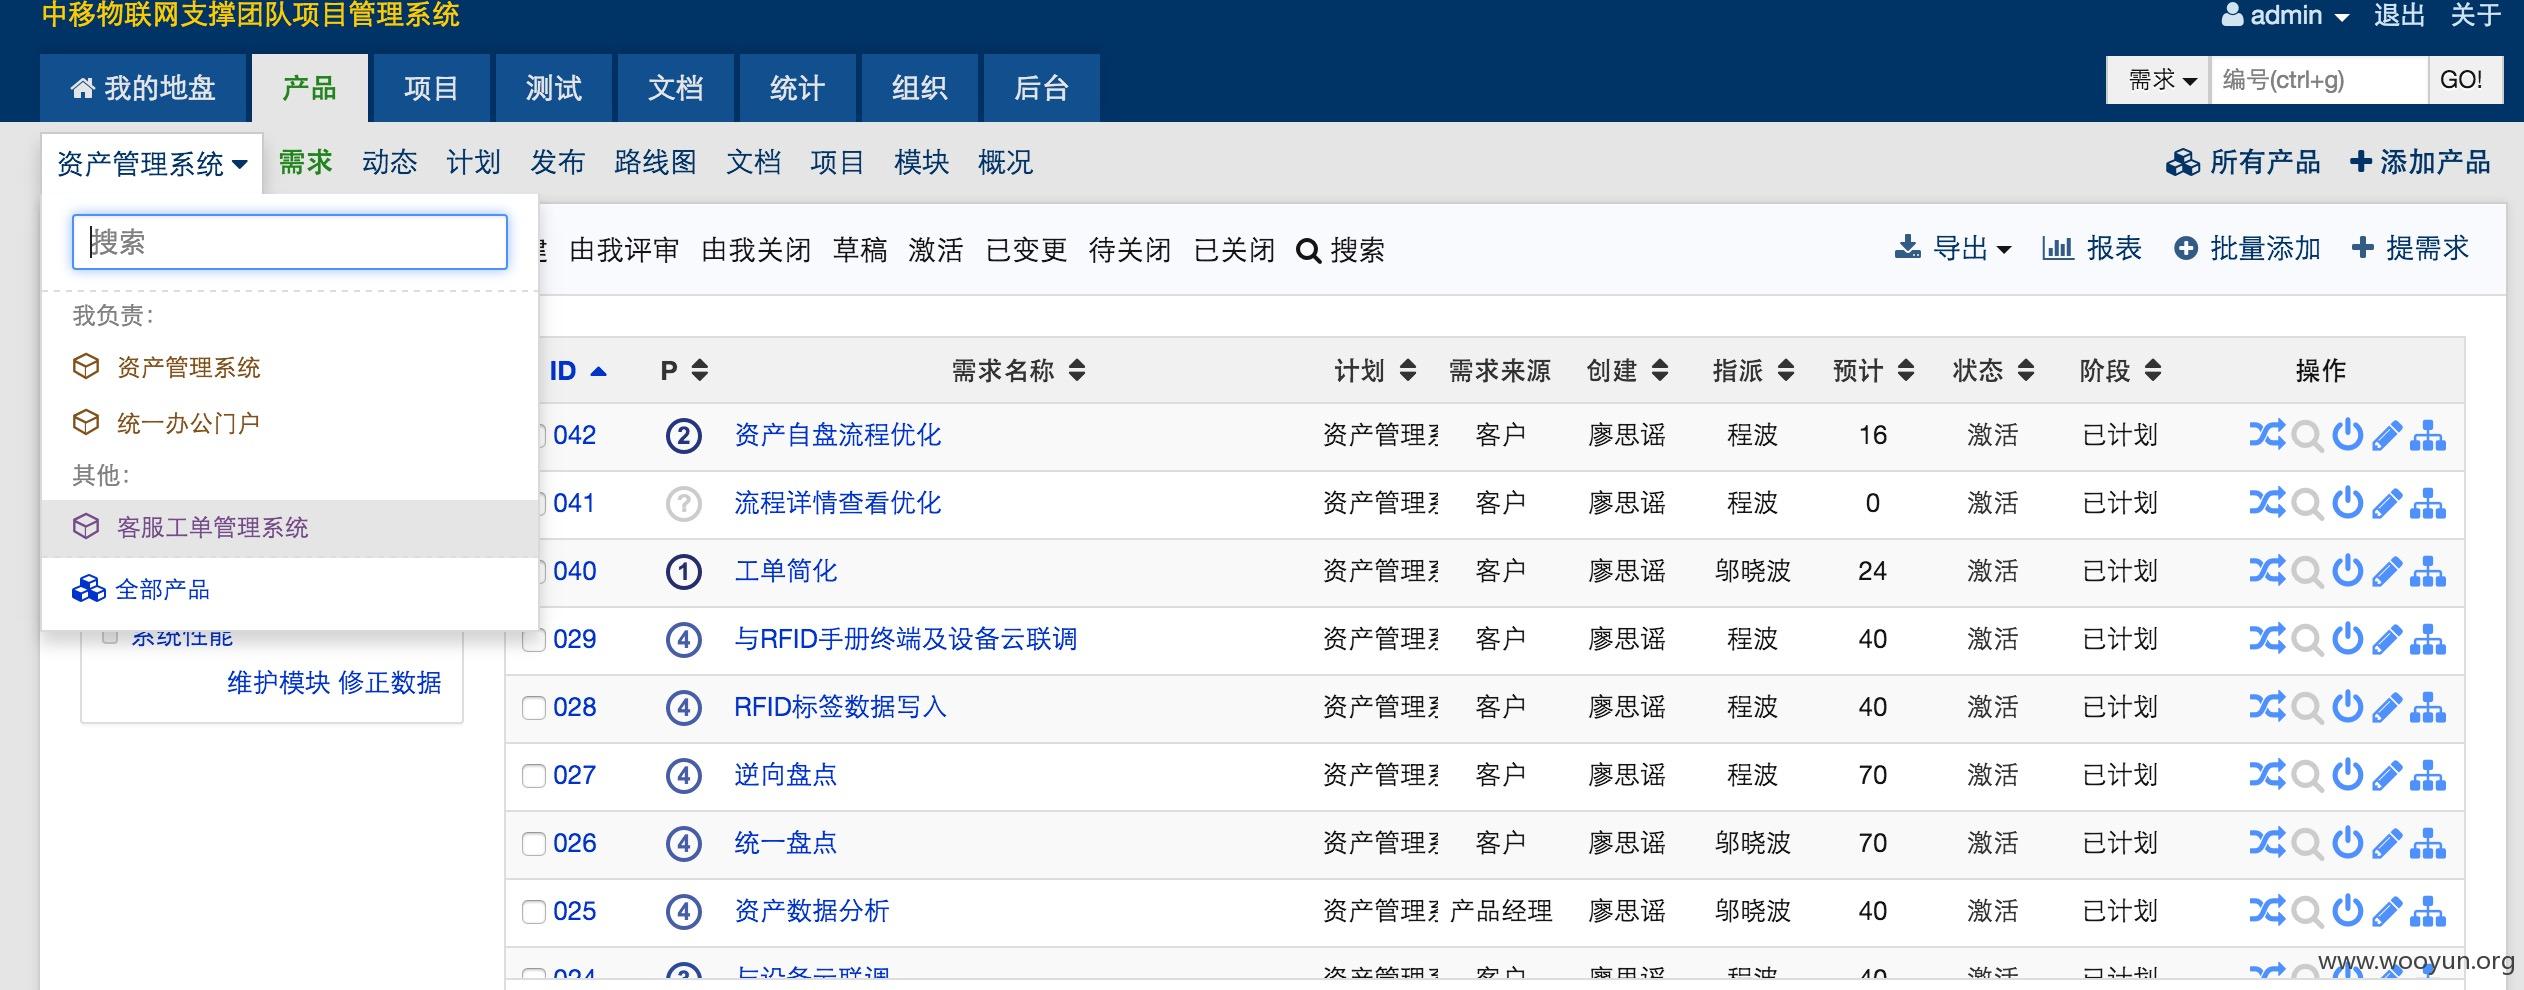 中移物联网支撑团队项目管理系统
admin 退出 关于
我的地盘 产品 项目 测试 文档 统计 组织 后台
需求 编号(ctrl+g) GO!
资产管理系统 需求 动态 计划 发布 路线图 文档 项目 模块 概况
所有产品 添加产品
搜索
由我评审 由我关闭 草稿 激活 已变更 待关闭 已关闭 搜索
导出 报表 批量添加 提需求
我负责:
资产管理系统
统一办公门户
其他:
客服工单管理系统
全部产品
系统性能
维护模块 修正数据
ID P 需求名称 计划 需求来源 创建 指派 预计 状态 阶段 操作
042 2 资产自盘流程优化 资产管理 客户 廖思谣 程波 16 激活 已计划
041 ? 流程详情查看优化 资产管理 客户 廖思谣 程波 0 激活 已计划
040 1 工单简化 资产管理 客户 廖思谣 邬晓波 24 激活 已计划
029 4 与RFID手册终端及设备云联调 资产管理 客户 廖思谣 程波 40 激活 已计划
028 4 RFID标签数据写入 资产管理 客户 廖思谣 程波 40 激活 已计划
027 4 逆向盘点 资产管理 客户 廖思谣 程波 70 激活 已计划
026 4 统一盘点 资产管理 客户 廖思谣 邬晓波 70 激活 已计划
025 4 资产数据分析 资产管理 产品经理 廖思谣 邬晓波 40 激活 已计划
024 3 与设备云联调 资产管理 客户 廖思谣 程波 40 激活 已计划
www.wooyun.org